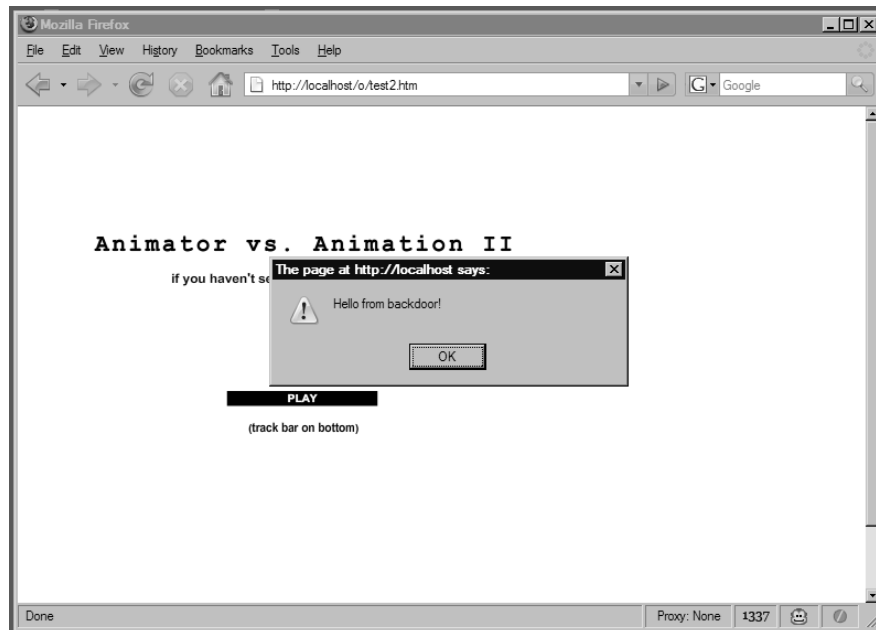 Mozilla Firefox
File Edit View History Bookmarks Tools Help
http://localhost/o/test2.htm
G Google
Animator vs. Animation II
if you haven't se
The page at http://localhost says:
Hello from backdoor!
OK
PLAY
(track bar on bottom)
Done Proxy: None 1337